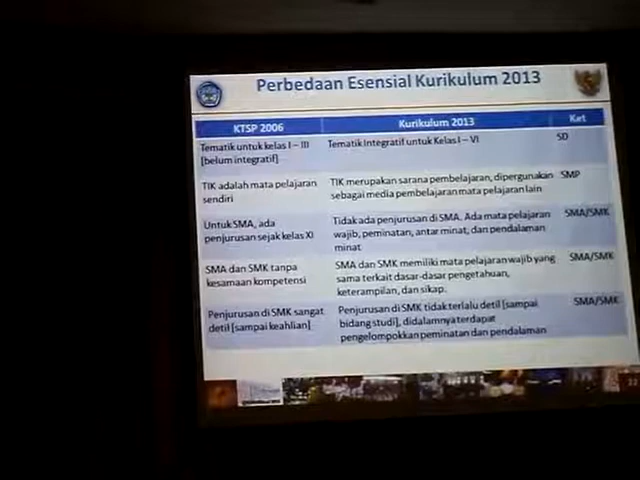 Perbedaan Esensial Kurikulum 2013
KTSP 2006 Kurikulum 2013 Ket
Tematik untuk kelas I – III
[belum integratif]
Tematik Integratif untuk Kelas I – VI
SD
TIK adalah mata pelajaran
sendiri
TIK merupakan sarana pembelajaran, dipergunakan
sebagai media pembelajaran mata pelajaran lain
SMP
Untuk SMA, ada
penjurusan sejak kelas XI
Tidak ada penjurusan di SMA. Ada mata pelajaran
wajib, peminatan, antar minat, dan pendalaman
minat
SMA/SMK
SMA dan SMK tanpa
kesamaan kompetensi
SMA dan SMK memiliki mata pelajaran wajib yang
sama terkait dasar-dasar pengetahuan,
keterampilan, dan sikap.
SMA/SMK
Penjurusan di SMK sangat
detil [sampai keahlian]
Penjurusan di SMK tidak terlalu detil [sampai
bidang studi], didalamnya terdapat
pengelompokkan peminatan dan pendalaman
SMA/SMK